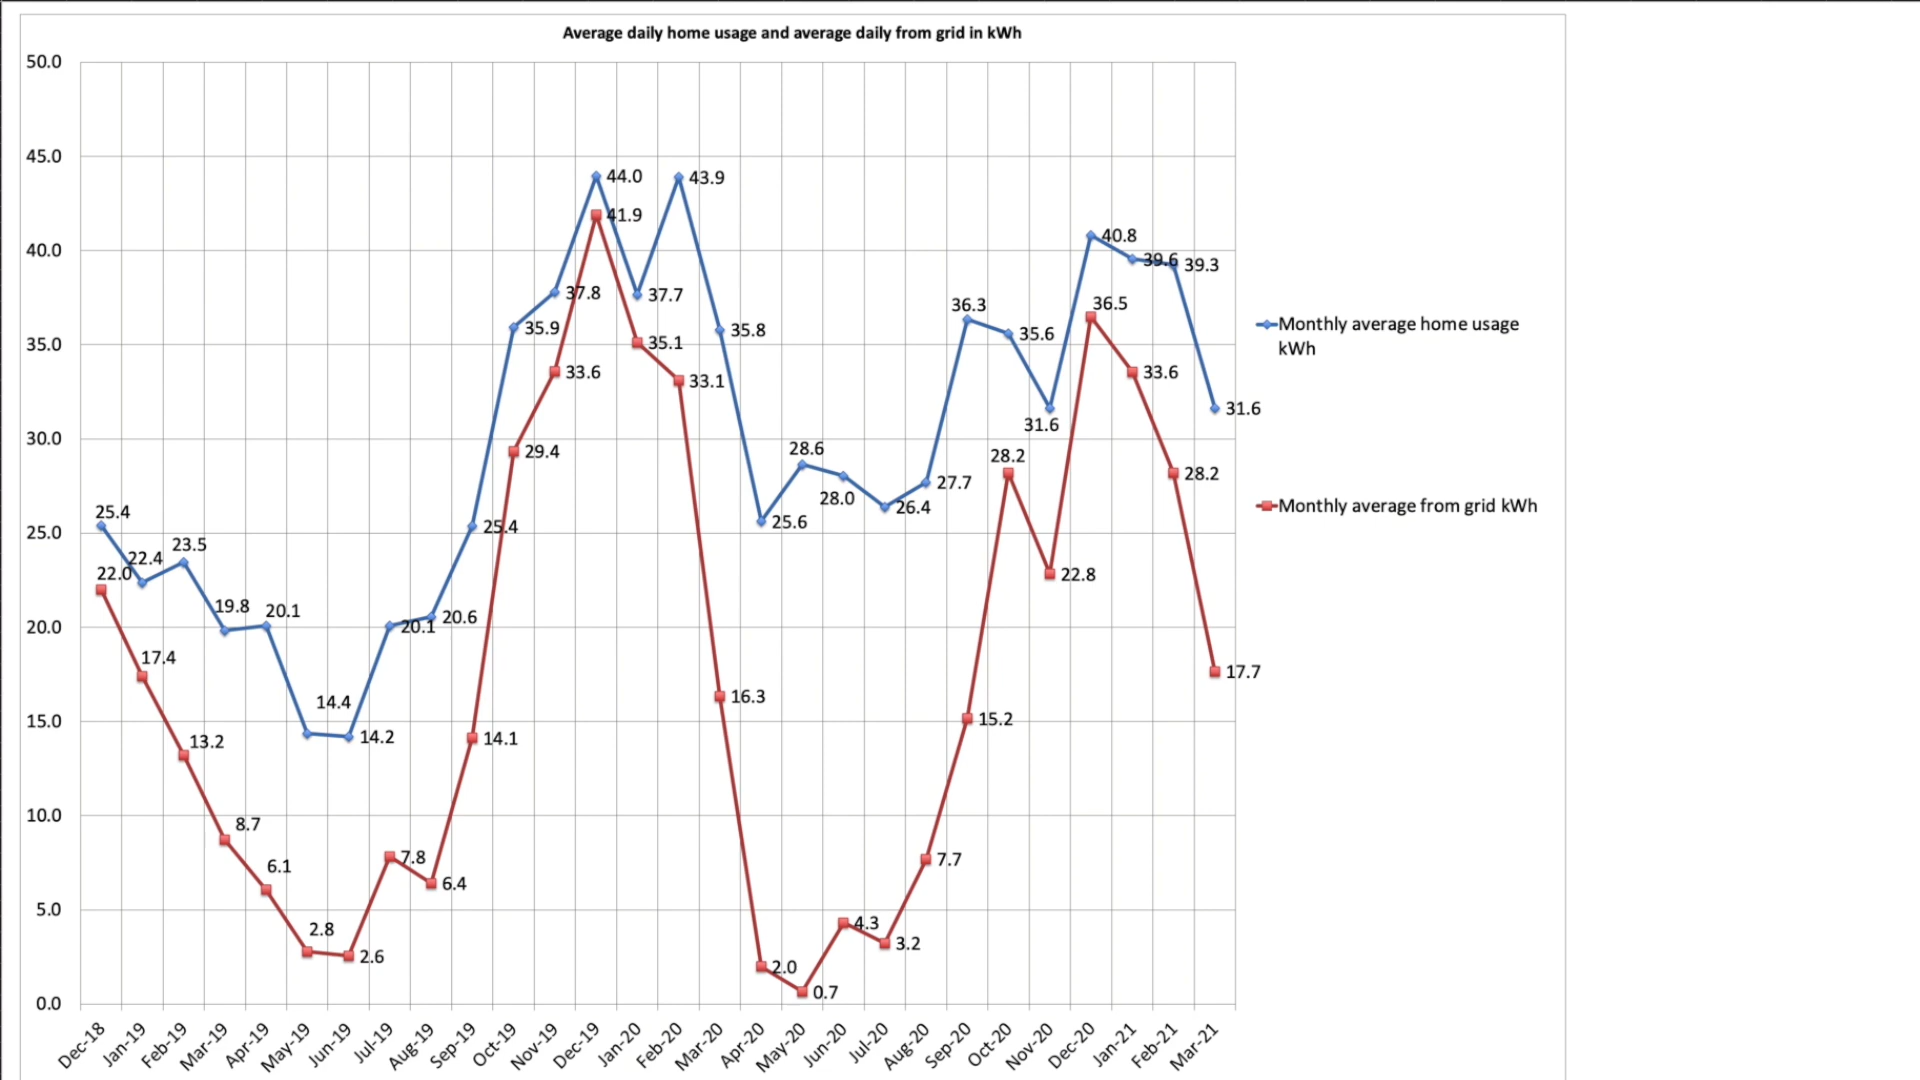 Average daily home usage and average daily from grid in kWh
50.0
45.0
40.0
35.0
30.0
25.0
20.0
15.0
10.0
5.0
0.0
25.4
22.4
23.5
19.8
20.1
14.4
14.2
20.1
20.6
25.4
35.9
37.8
44.0
37.7
43.9
35.8
25.6
28.6
28.0
26.4
27.7
36.3
35.6
31.6
40.8
39.6
39.3
31.6
22.0
17.4
13.2
8.7
6.1
2.8
2.6
7.8
6.4
14.1
29.4
33.6
41.9
35.1
33.1
16.3
2.0
0.7
4.3
3.2
7.7
15.2
28.2
22.8
36.5
33.6
28.2
17.7
Monthly average home usage
kWh
Monthly average from grid kWh
Dec-18
Jan-19
Feb-19
Mar-19
Apr-19
May-19
Jun-19
Jul-19
Aug-19
Sep-19
Oct-19
Nov-19
Dec-19
Jan-20
Feb-20
Mar-20
Apr-20
May-20
Jun-20
Jul-20
Aug-20
Sep-20
Oct-20
Nov-20
Dec-20
Jan-21
Feb-21
Mar-21